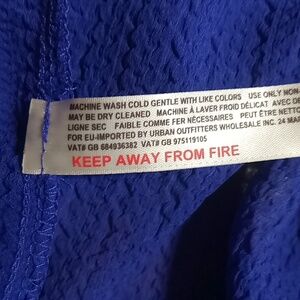 MACHINE WASH COLD GENTLE WITH LIKE COLORS USE ONLY NON-
MAY BE DRY CLEANED MACHINE À LAVER FROID DÉLICAT AVEC
LIGNE SEC FAIBLE COMME FER NÉCESSAIRES PEUT ÊTRE NETTO
FOR EU-IMPORTED BY URBAN OUTFITTERS WHOLESALE INC. 24 MAR
VAT# GB 684936382 VAT# GB 975119105
KEEP AWAY FROM FIRE